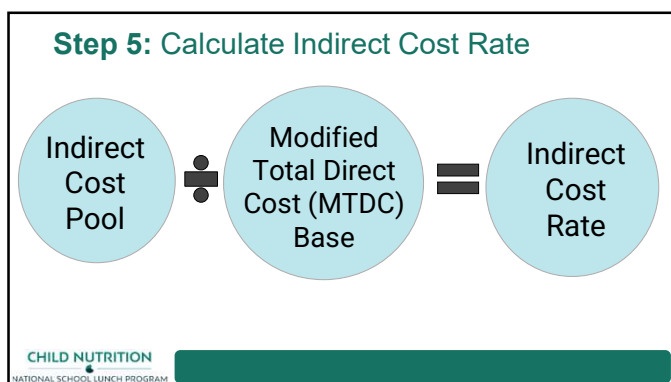 Step 5: Calculate Indirect Cost Rate
Indirect
Cost
Pool
÷
Modified
Total Direct
Cost (MTDC)
Base
=
Indirect
Cost
Rate
CHILD NUTRITION
NATIONAL SCHOOL LUNCH PROGRAM